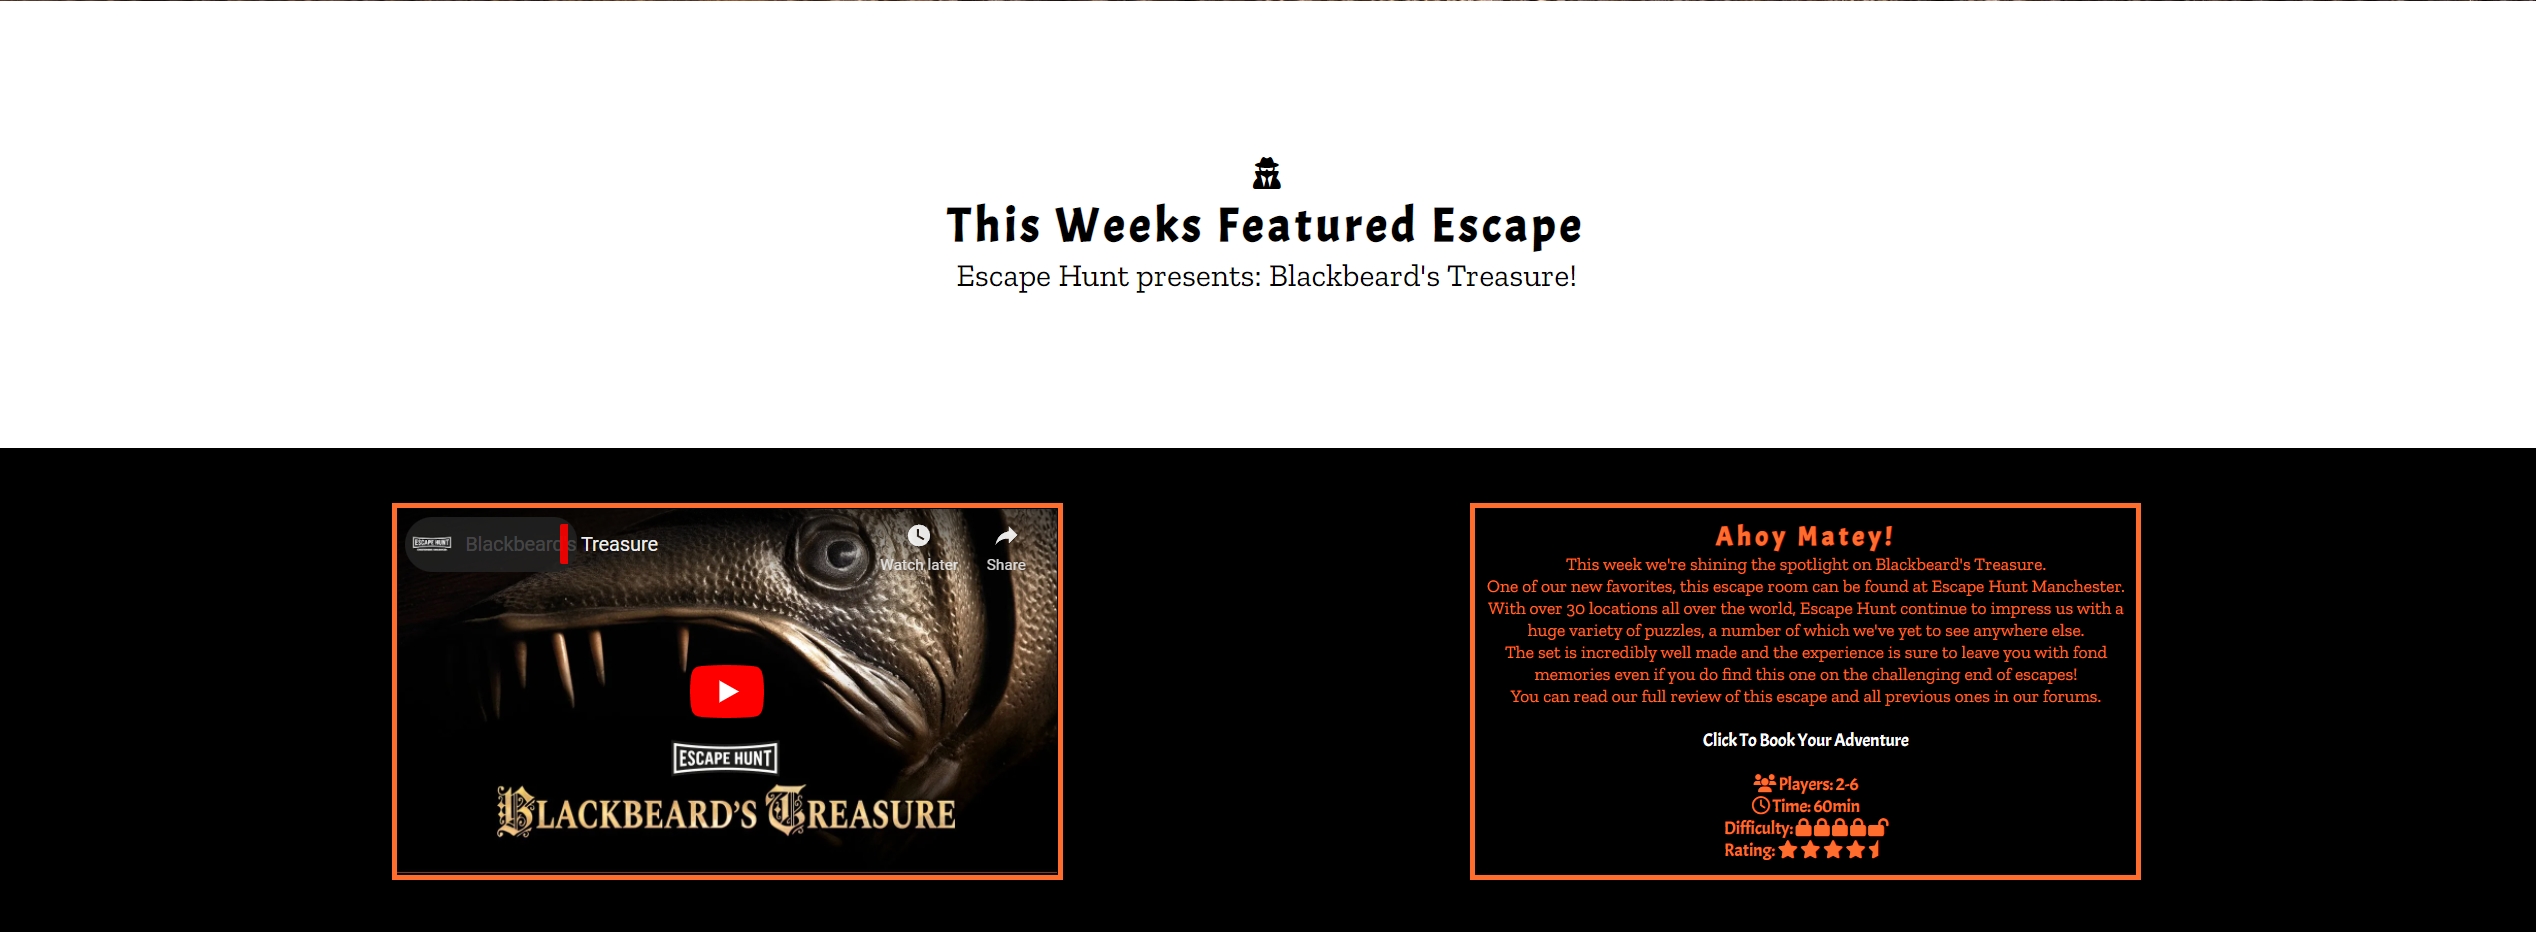 This Weeks Featured Escape
Escape Hunt presents: Blackbeard's Treasure!
ESCAPE HUNT
Blackbeard's Treasure
Watch later
Share
ESCAPE HUNT
BLACKBEARD'S TREASURE
Ahoy Matey!
This week we're shining the spotlight on Blackbeard's Treasure.
One of our new favorites, this escape room can be found at Escape Hunt Manchester.
With over 30 locations all over the world, Escape Hunt continue to impress us with a
huge variety of puzzles, a number of which we've yet to see anywhere else.
The set is incredibly well made and the experience is sure to leave you with fond
memories even if you do find this one on the challenging end of escapes!
You can read our full review of this escape and all previous ones in our forums.
Click To Book Your Adventure
Players: 2-6
Time: 60min
Difficulty:
Rating: